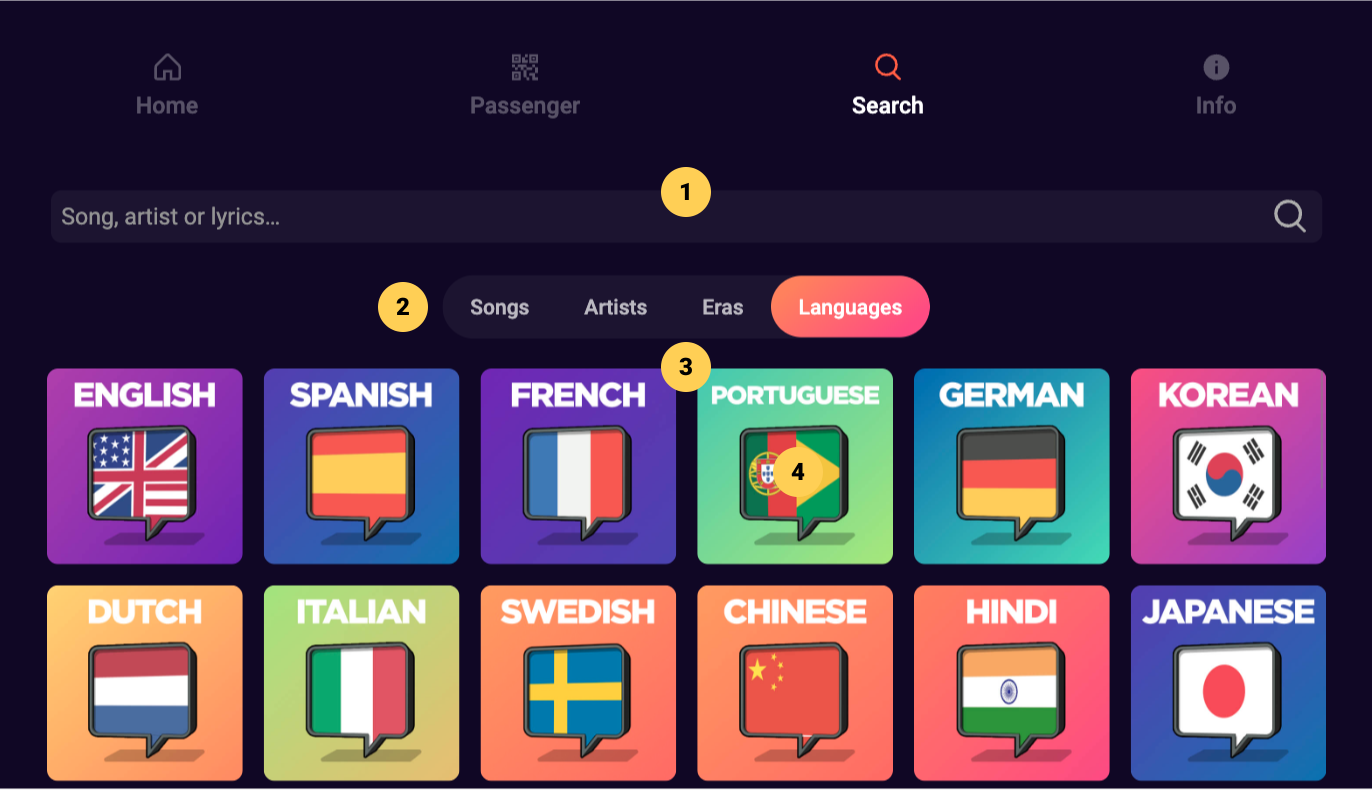 Home
Passenger
Search
Info
1
Song, artist or lyrics...
2
Songs
Artists
Eras
Languages
3
ENGLISH
SPANISH
FRENCH
PORTUGUESE
GERMAN
KOREAN
4
DUTCH
ITALIAN
SWEDISH
CHINESE
HINDI
JAPANESE